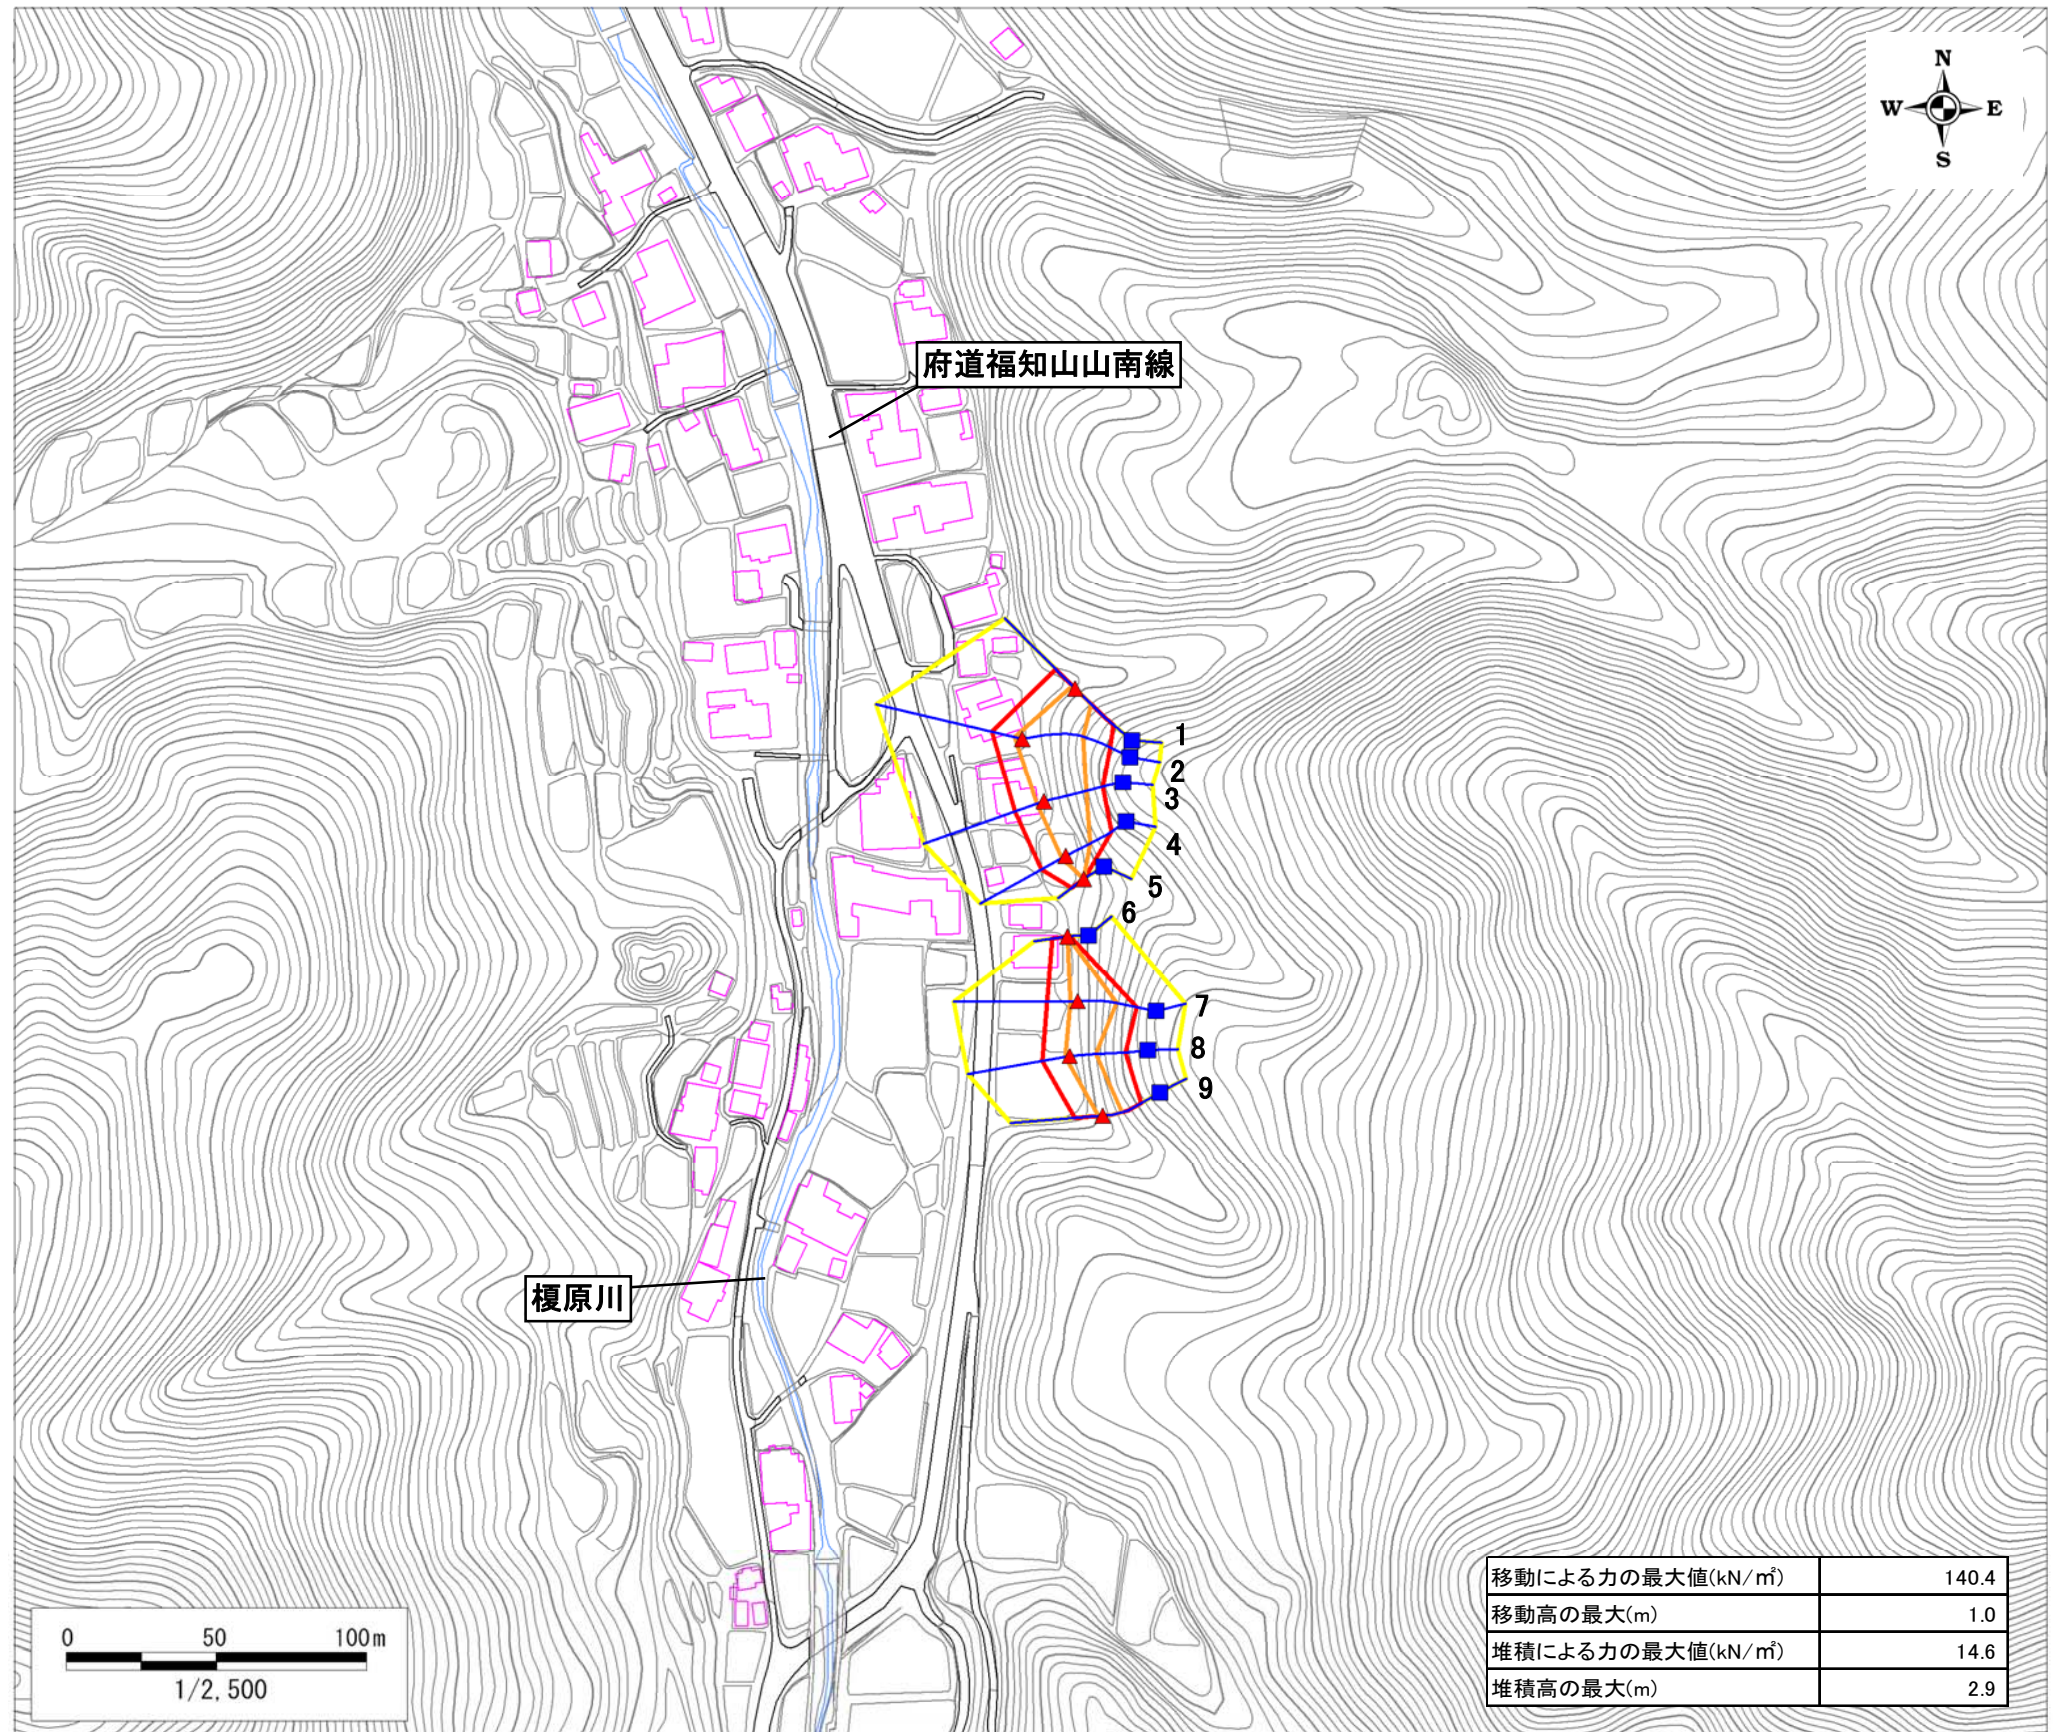 N
W E
S
府道福知山山南線
1
2
3
4
5
6
7
8
9
榎原川
移動による力の最大値(kN/㎡) 140.4
移動高の最大(m) 1.0
堆積による力の最大値(kN/㎡) 14.6
堆積高の最大(m) 2.9
0 50 100m
1/2,500